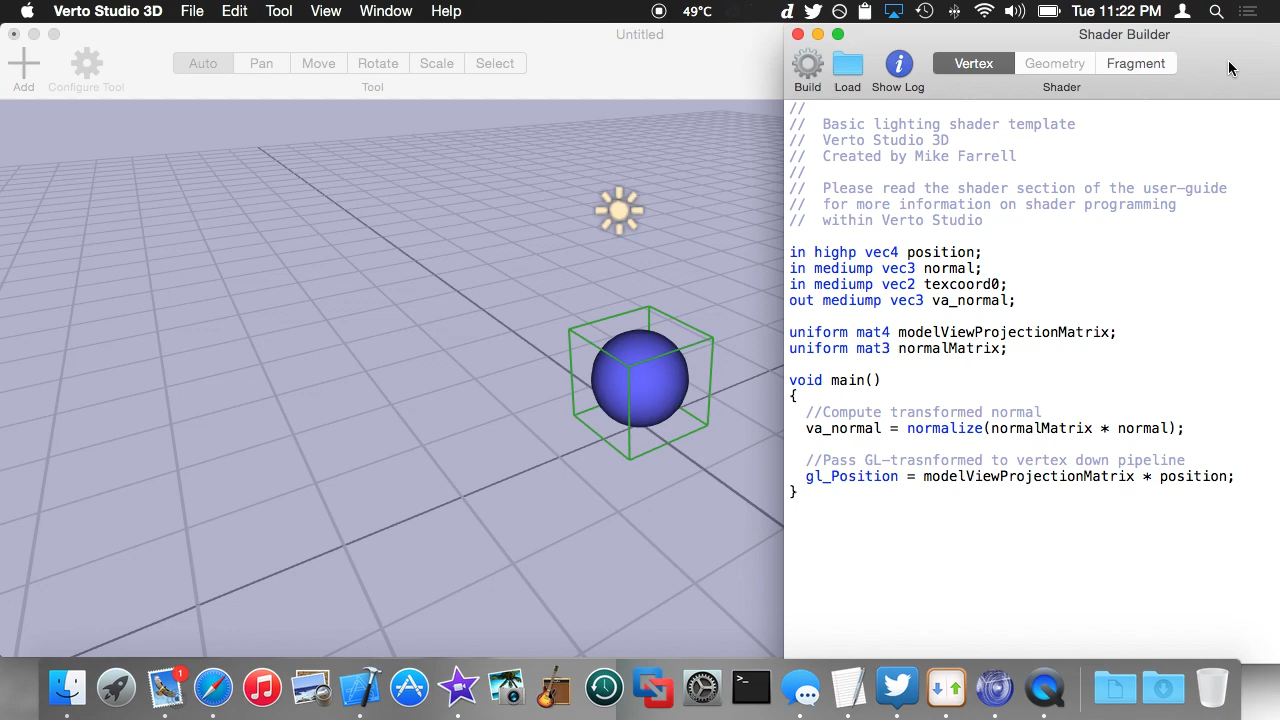 Verto Studio 3D File Edit Tool View Window Help 49°C Tue 11:22 PM
Untitled
Auto Pan Move Rotate Scale Select
Add Configure Tool Tool
Shader Builder
Vertex Geometry Fragment
Build Load Show Log Shader
//
// Basic lighting shader template
// Verto Studio 3D
// Created by Mike Farrell
//
// Please read the shader section of the user-guide
// for more information on shader programming
// within Verto Studio
in highp vec4 position;
in mediump vec3 normal;
in mediump vec2 texcoord0;
out mediump vec3 va_normal;
uniform mat4 modelViewProjectionMatrix;
uniform mat3 normalMatrix;
void main()
{
//Compute transformed normal
va_normal = normalize(normalMatrix * normal);
//Pass GL-trasnformed to vertex down pipeline
gl_Position = modelViewProjectionMatrix * position;
}
1
>_